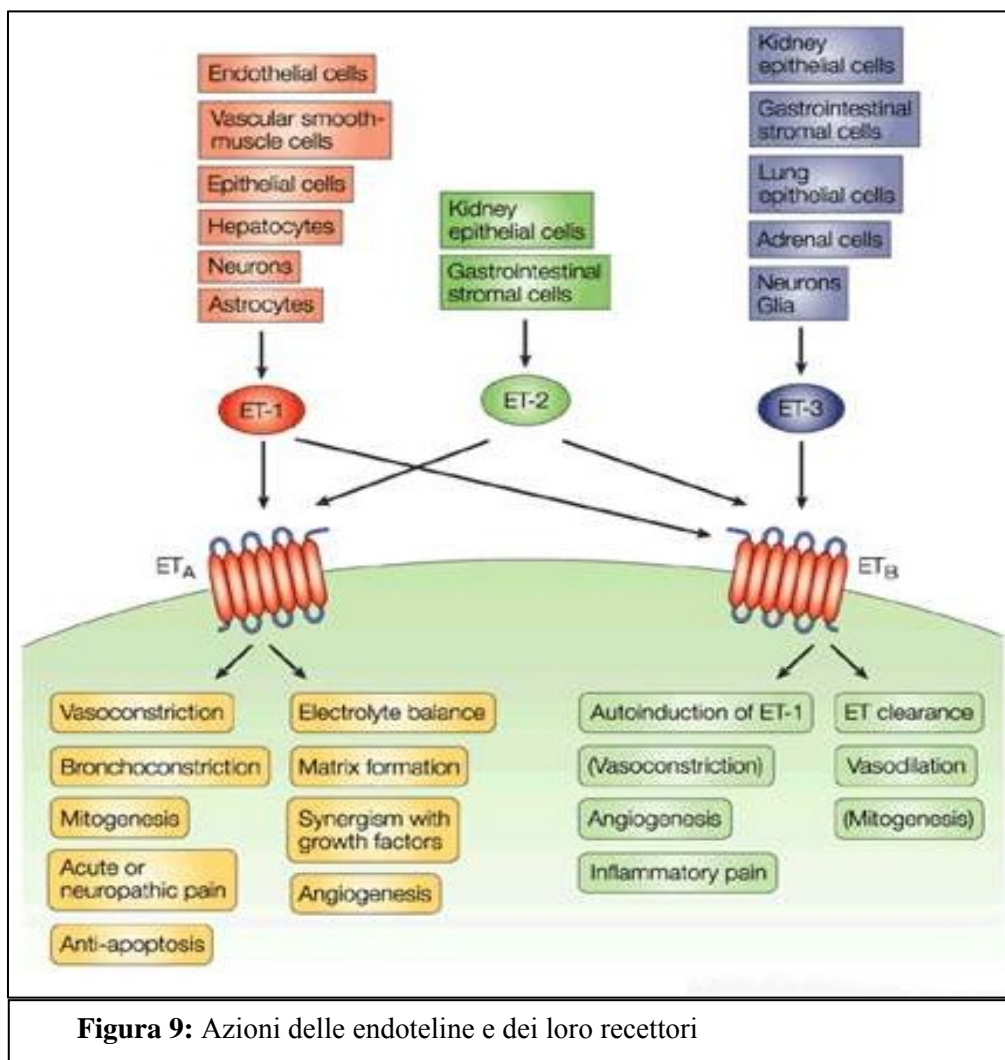 Endothelial cells
Vascular smooth-
muscle cells
Epithelial cells
Hepatocytes
Neurons
Astrocytes
Kidney
epithelial cells
Gastrointestinal
stromal cells
Kidney
epithelial cells
Gastrointestinal
stromal cells
Lung
epithelial cells
Adrenal cells
Neurons
Glia
ET-1
ET-2
ET-3
ETA
ETB
Vasoconstriction
Bronchoconstriction
Mitogenesis
Acute or
neuropathic pain
Anti-apoptosis
Electrolyte balance
Matrix formation
Synergism with
growth factors
Angiogenesis
Autoinduction of ET-1
(Vasoconstriction)
Angiogenesis
Inflammatory pain
ET clearance
Vasodilation
(Mitogenesis)
Figura 9: Azioni delle endoteline e dei loro recettori